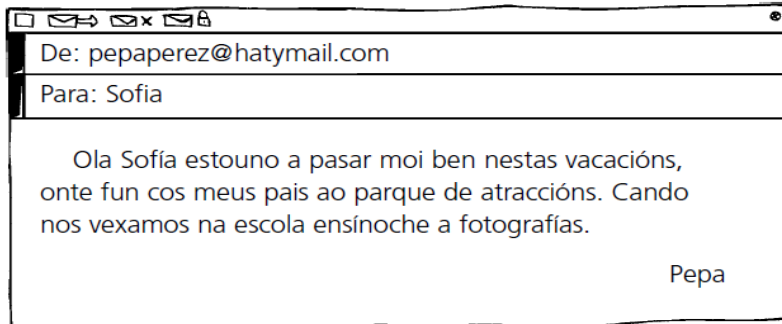 De: pepaperez@hatymail.com
Para: Sofia
Ola Sofía estouno a pasar moi ben nestas vacacións,
onte fun cos meus pais ao parque de atraccións. Cando
nos vexamos na escola ensínoche a fotografías.
Pepa